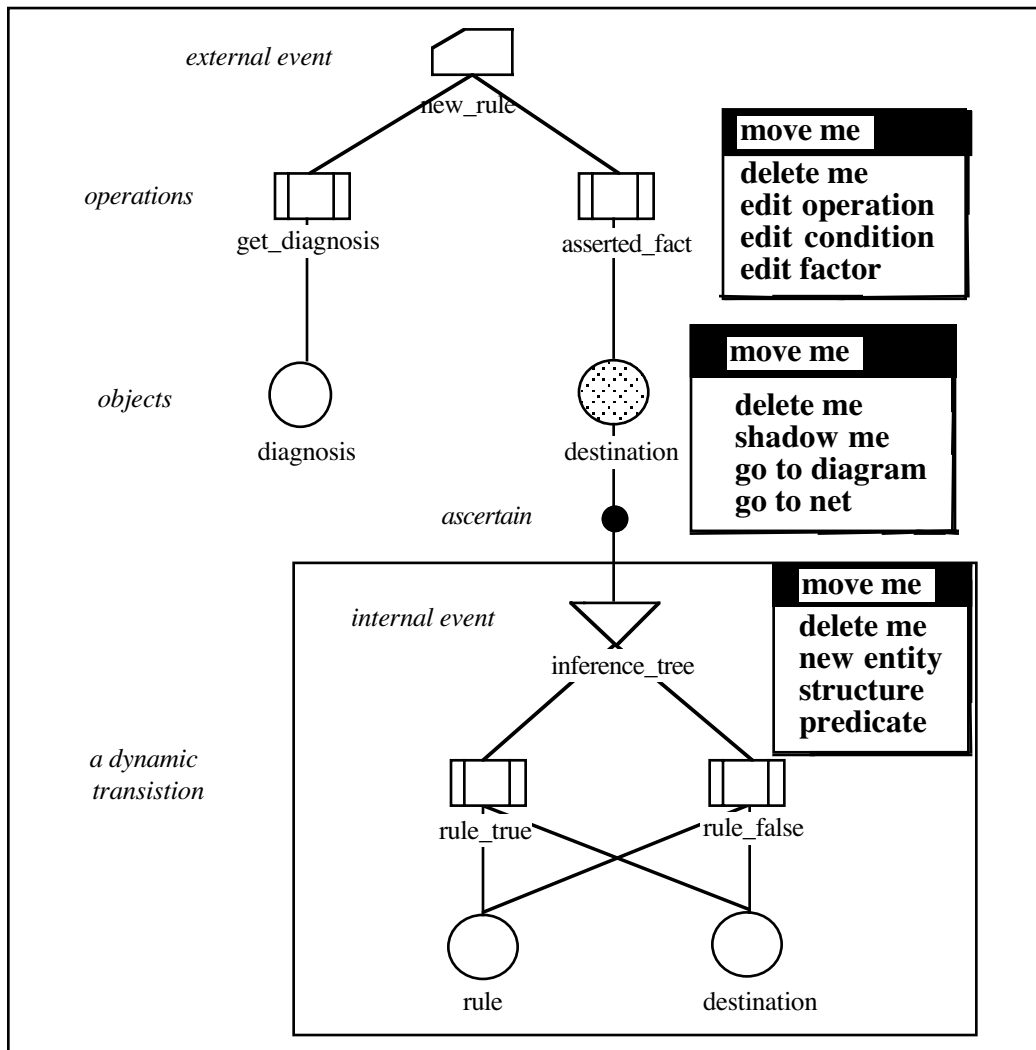 external event
new_rule
move me
delete me
edit operation
edit condition
edit factor
operations
get_diagnosis
asserted_fact
move me
delete me
shadow me
go to diagram
go to net
objects
diagnosis
destination
ascertain
move me
delete me
new entity
structure
predicate
internal event
inference_tree
a dynamic
transistion
rule_true
rule_false
rule
destination